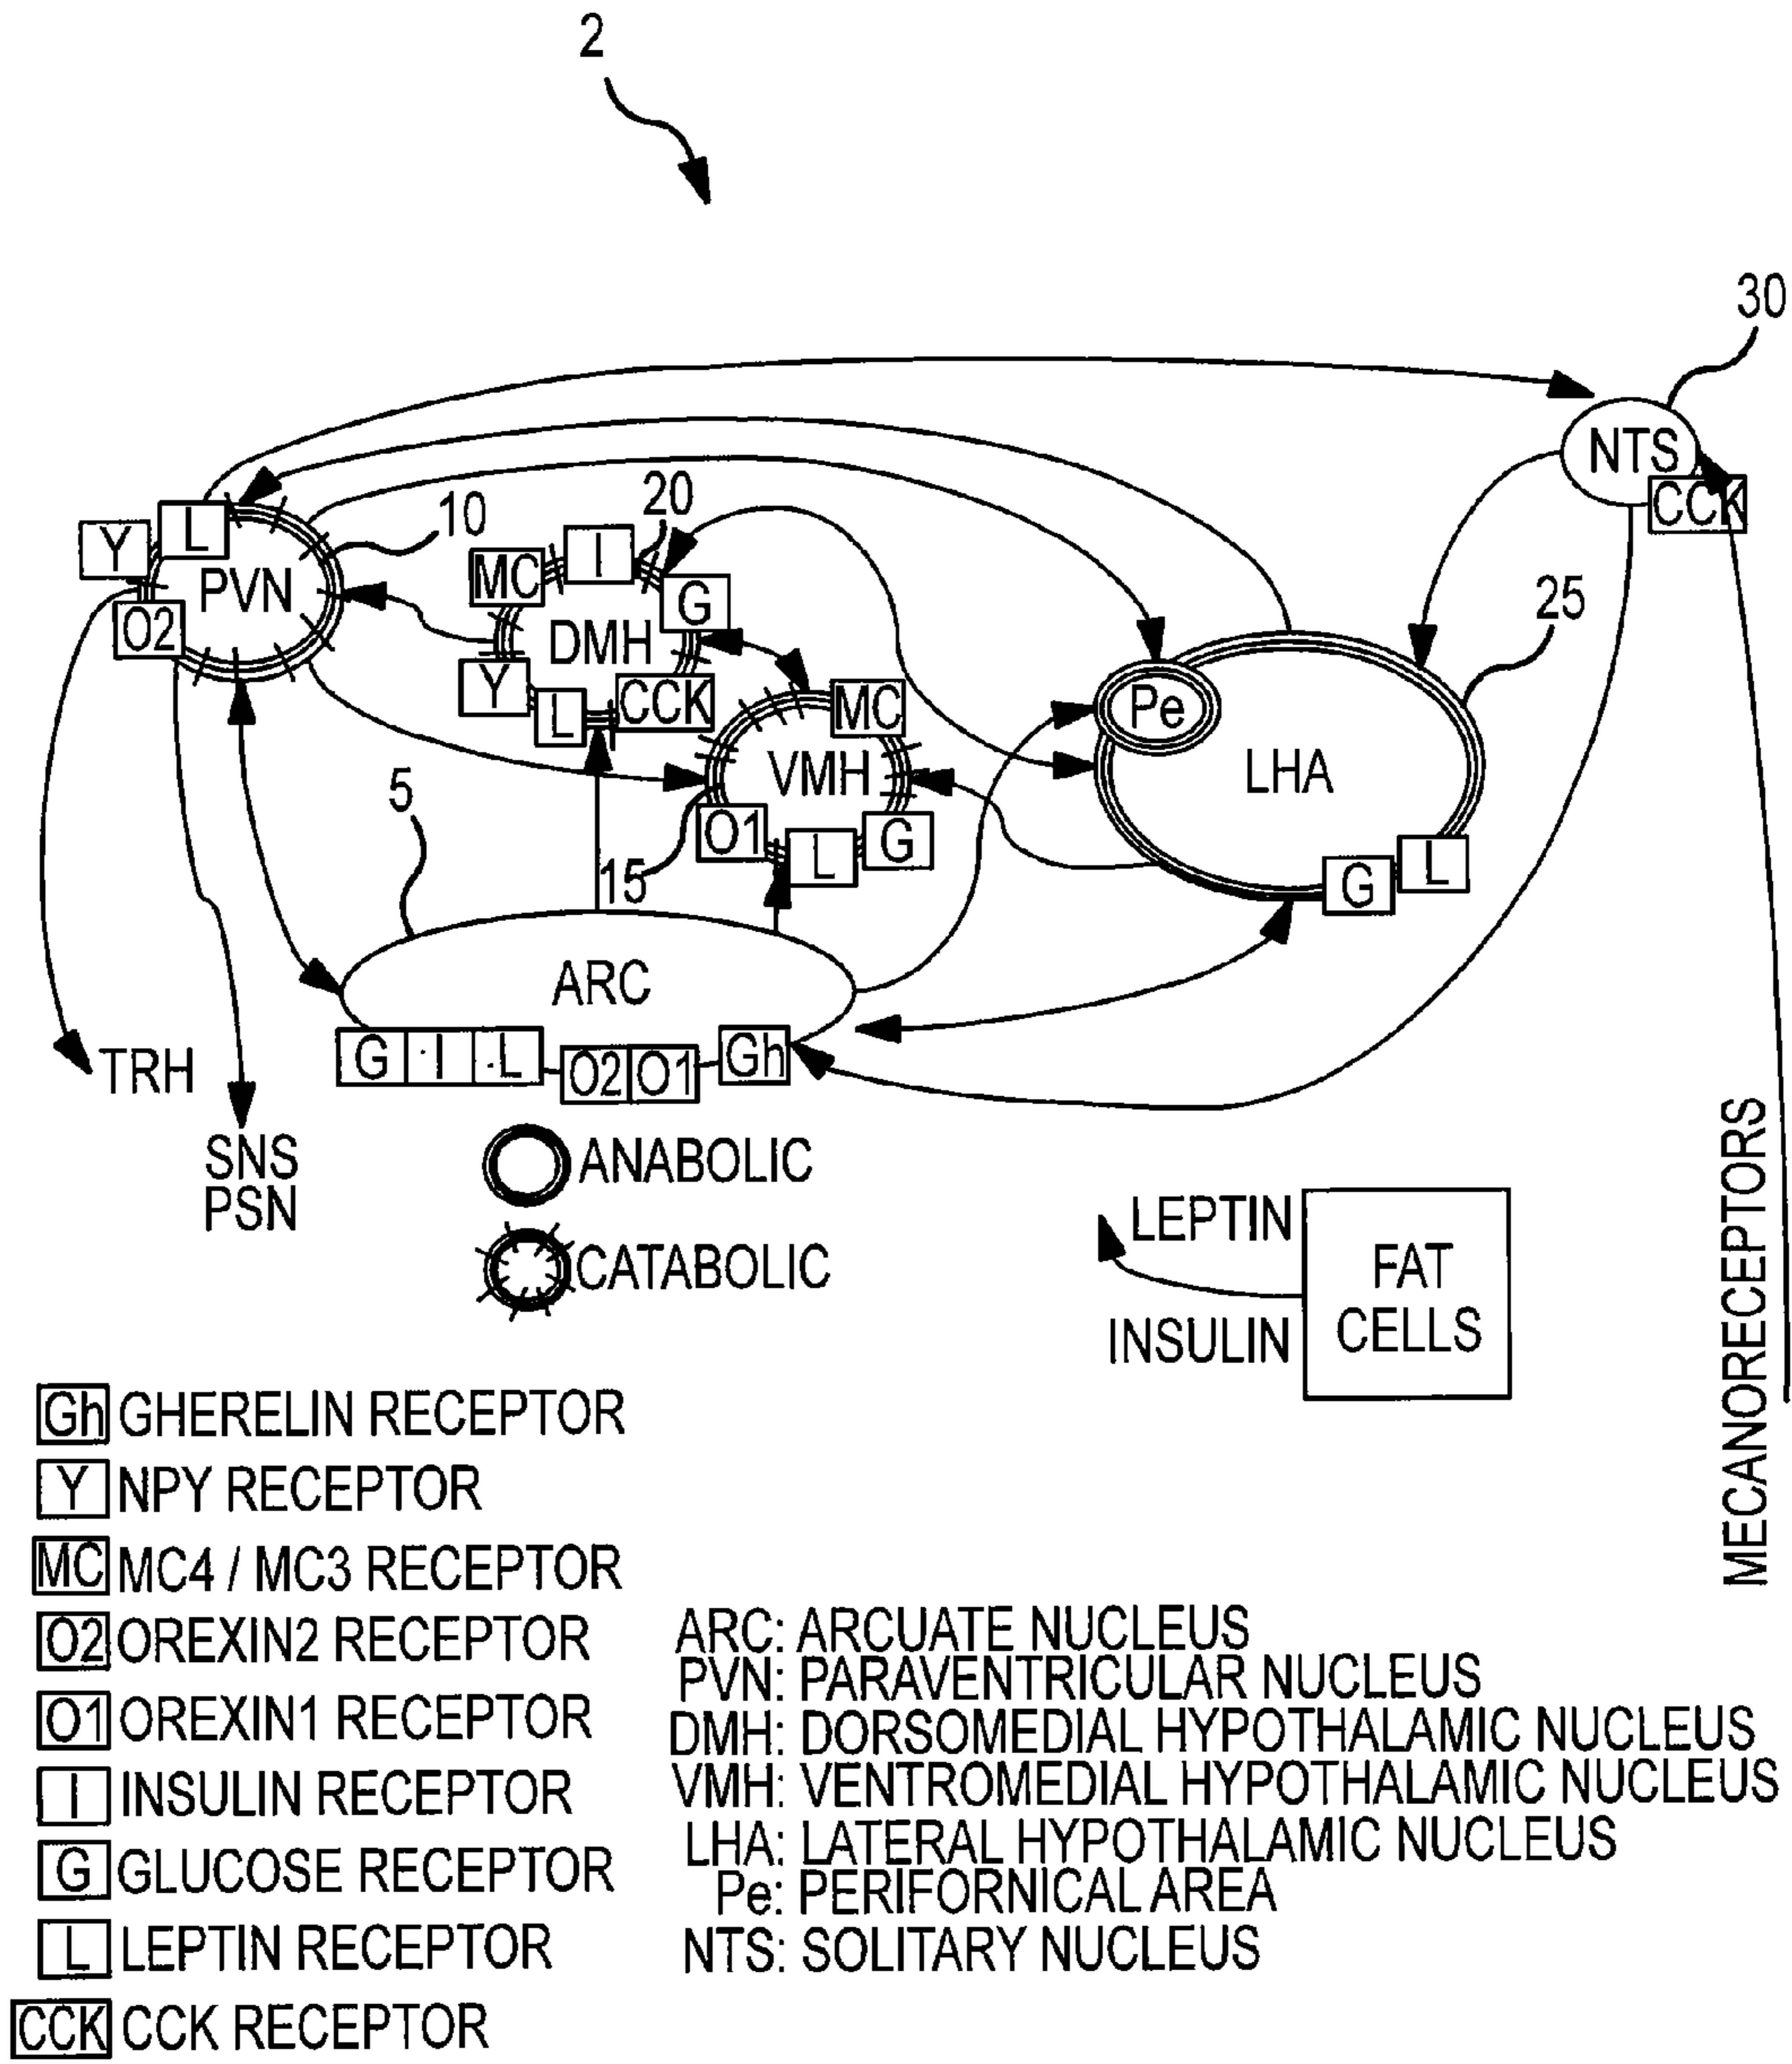 2
30
NTS
CCK
10
20
25
Y
L
PVN
O2
MC
I
G
DMH
Y
L
CCK
MC
VMH
O1
L
G
15
Pe
LHA
G
L
5
ARC
G
I
L
O2
O1
Gh
TRH
SNS
PSN
ANABOLIC
CATABOLIC
LEPTIN
INSULIN
FAT
CELLS
MECANORECEPTORS
Gh GHERELIN RECEPTOR
Y NPY RECEPTOR
MC MC4 / MC3 RECEPTOR
O2 OREXIN2 RECEPTOR
O1 OREXIN1 RECEPTOR
I INSULIN RECEPTOR
G GLUCOSE RECEPTOR
L LEPTIN RECEPTOR
CCK CCK RECEPTOR
ARC: ARCUATE NUCLEUS
PVN: PARAVENTRICULAR NUCLEUS
DMH: DORSOMEDIAL HYPOTHALAMIC NUCLEUS
VMH: VENTROMEDIAL HYPOTHALAMIC NUCLEUS
LHA: LATERAL HYPOTHALAMIC NUCLEUS
Pe: PERIFORNICAL AREA
NTS: SOLITARY NUCLEUS